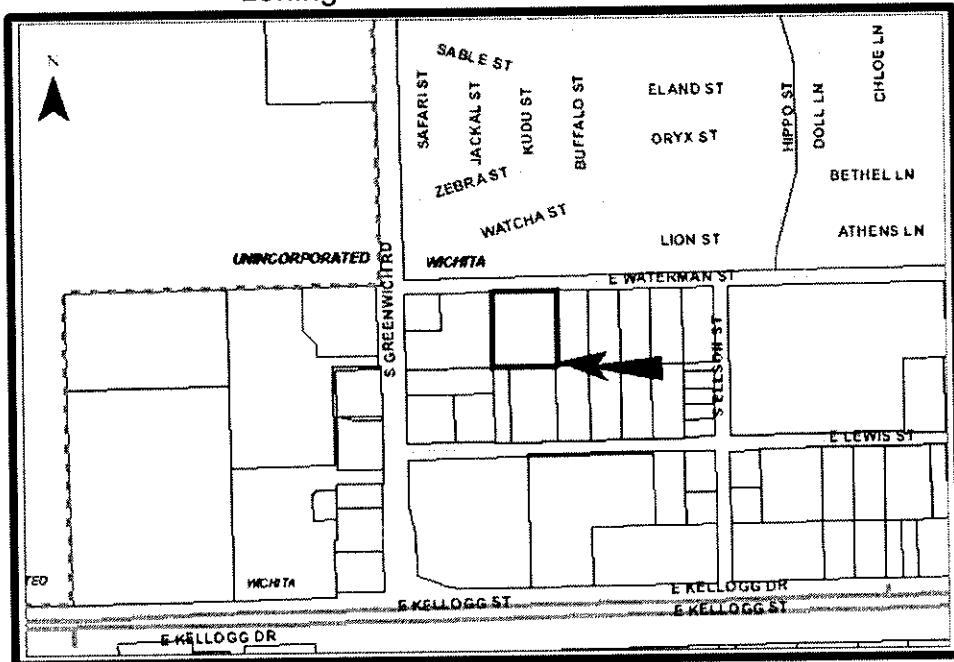 N
SABLE ST
SAFARI ST
JACKAL ST
KUDU ST
BUFFALO ST
ELAND ST
ORYX ST
HIPPO ST
DOLL LN
CHLOE LN
ZEBRA ST
BETHEL LN
WATCHA ST
LION ST
ATHENS LN
UNINCORPORATED
WICHITA
S GREENWICH RD
E WATERMAN ST
S ELLSON ST
E LEWIS ST
TED
WICHITA
E KELLOGG DR
E KELLOGG ST
E KELLOGG ST
E KELLOGG DR